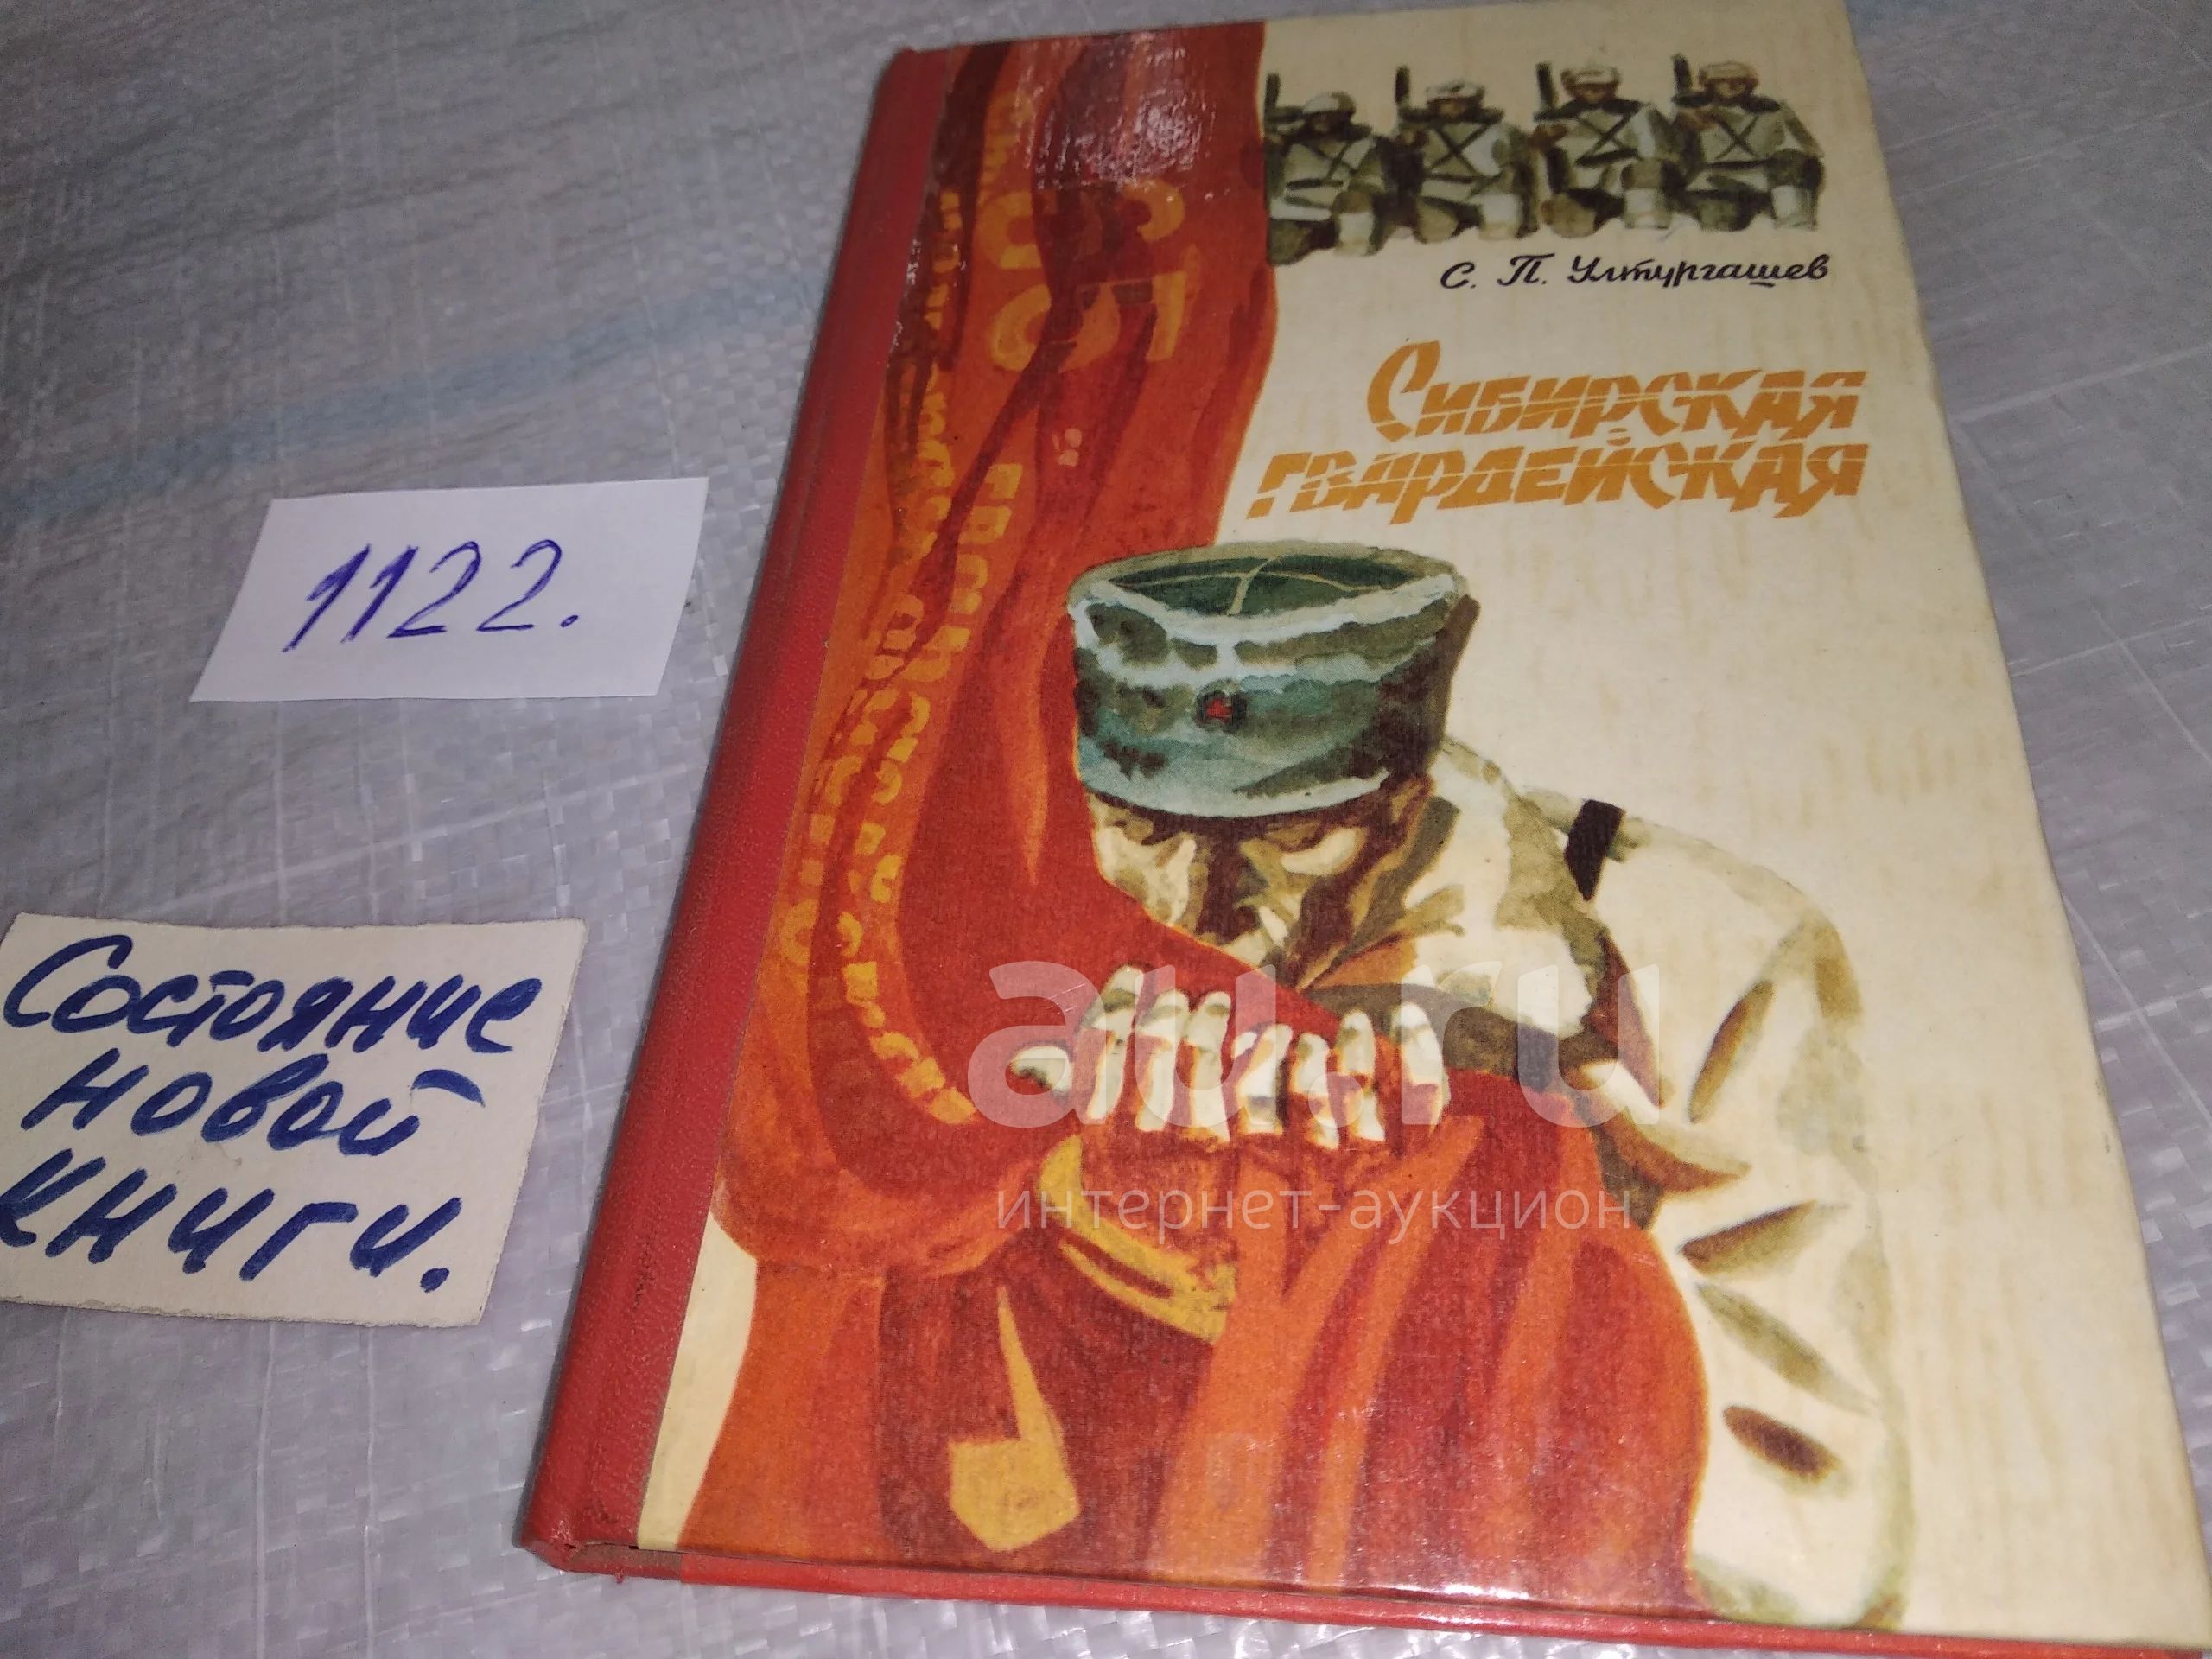 С. П. Ултургашев
Сибирская
гвардейская
1122.
Состояние
новой
книги.
au.ru
интернет-аукцион